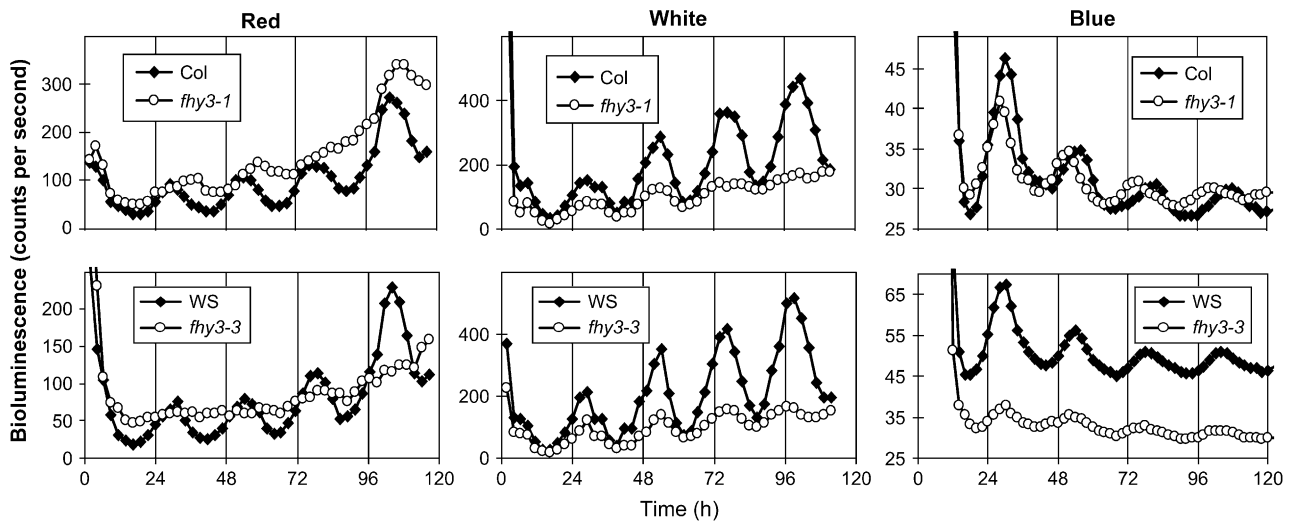 Red
White
Blue
Bioluminescence (counts per second)
300
200
100
0
Col
fhy3-1
400
200
0
Col
fhy3-1
45
40
35
30
25
Col
fhy3-1
200
150
100
50
0
WS
fhy3-3
400
200
0
WS
fhy3-3
65
55
45
35
25
WS
fhy3-3
0 24 48 72 96 120
0 24 48 72 96 120
0 24 48 72 96 120
Time (h)